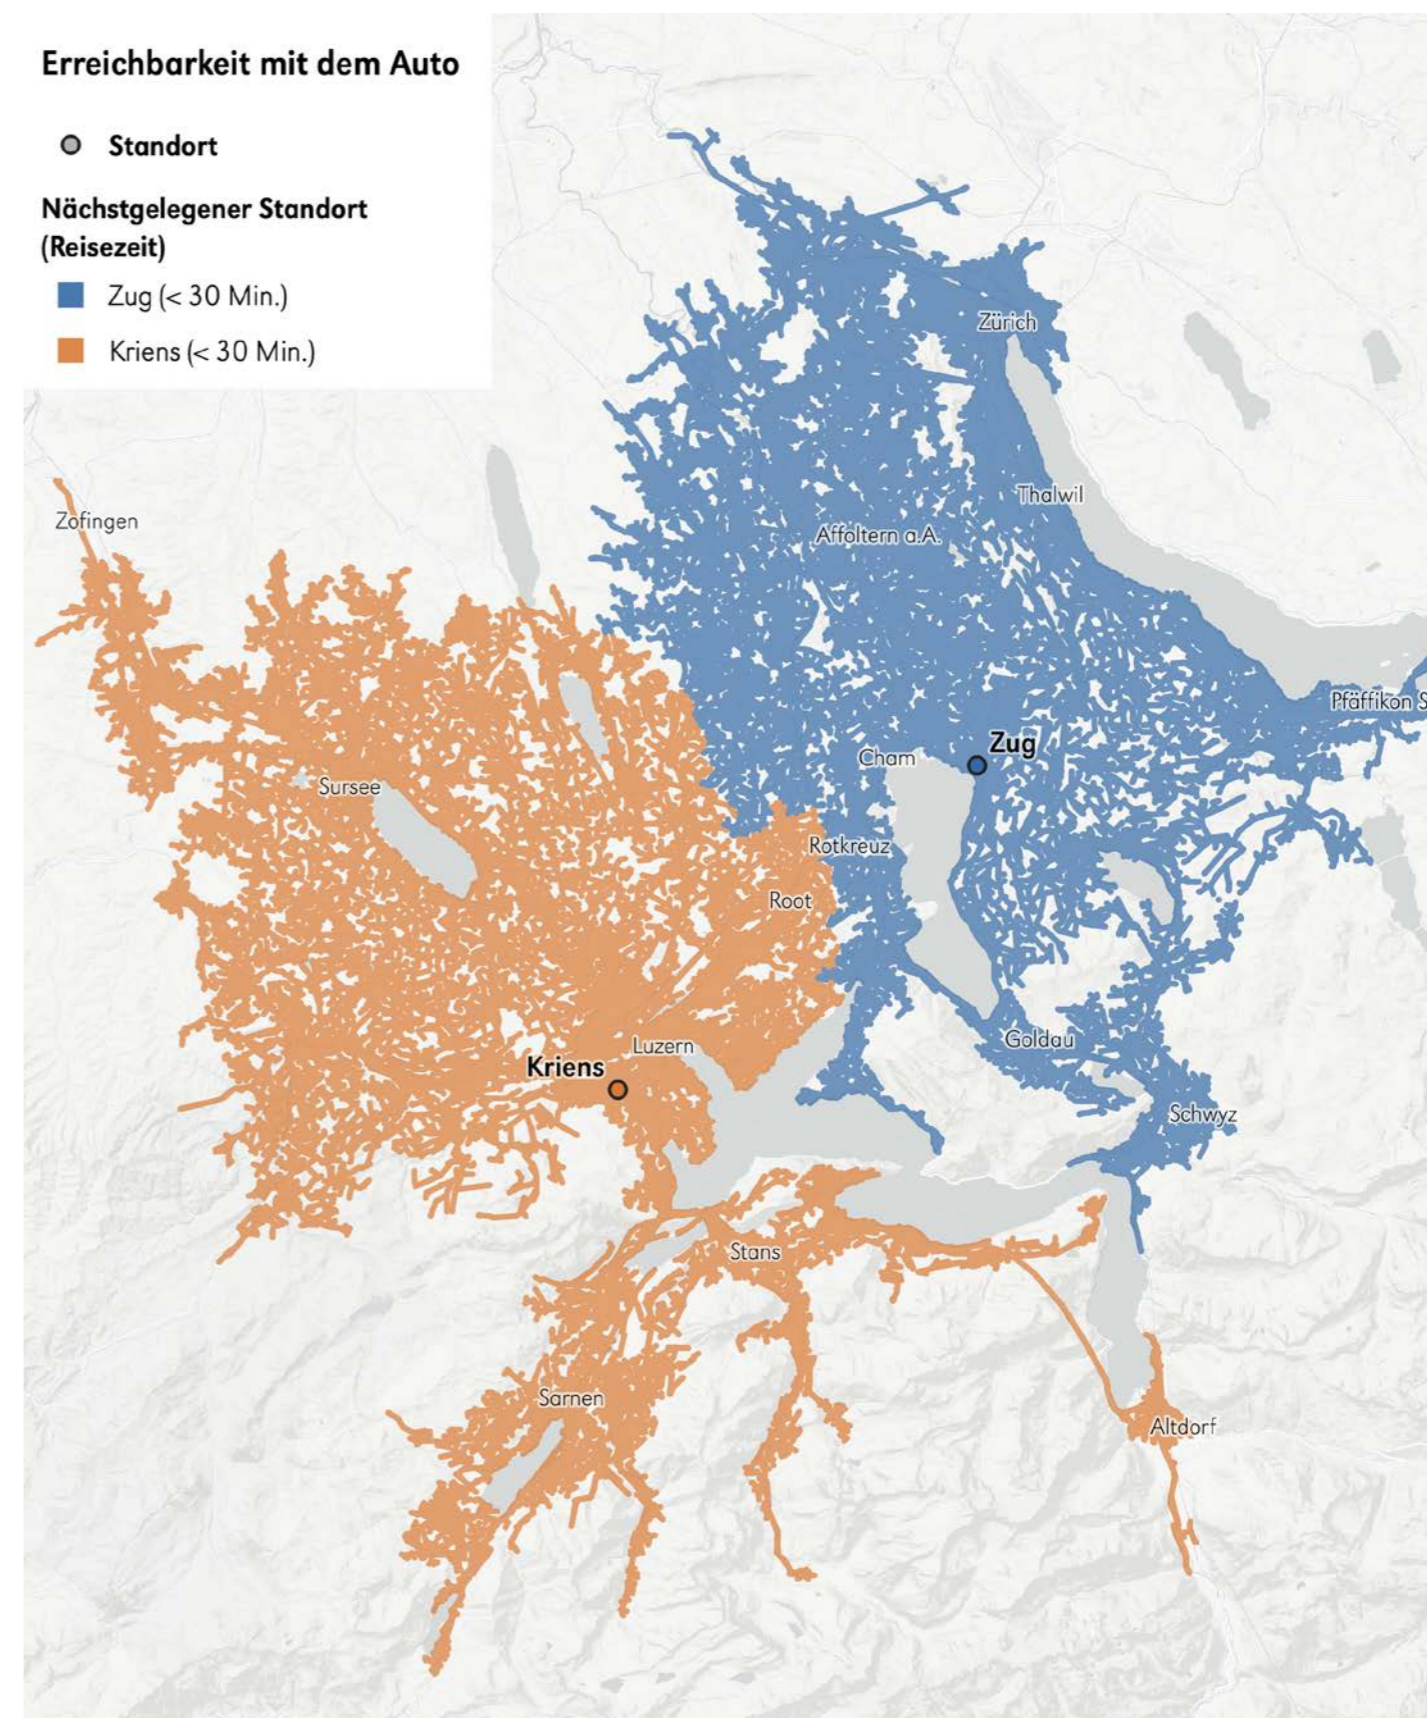 Erreichbarkeit mit dem Auto
Standort
Nächstgelegener Standort
(Reisezeit)
Zug (< 30 Min.)
Kriens (< 30 Min.)
Zürich
Zofingen
Thalwil
Affoltern a.A.
Pfäffikon S
Zug
Cham
Sursee
Rotkreuz
Root
Goldau
Luzern
Kriens
Schwyz
Stans
Sarnen
Altdorf